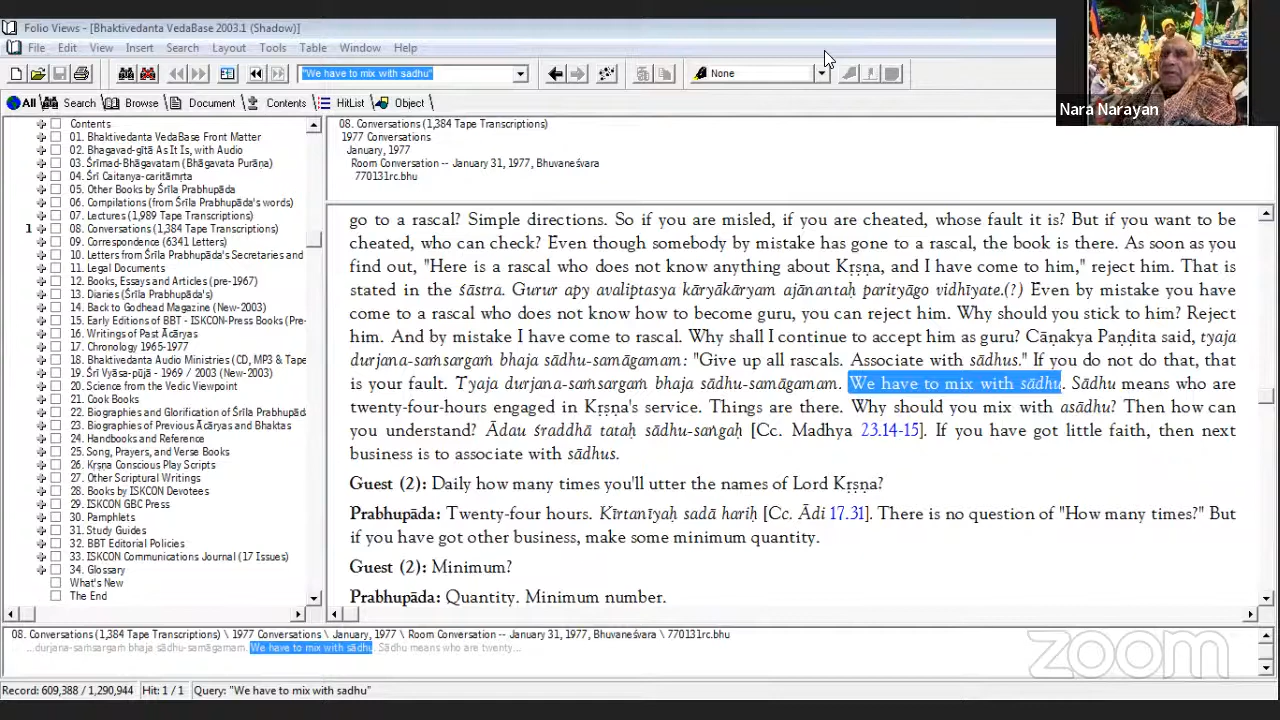 Folio Views - [Bhaktivedanta VedaBase 2003.1 (Shadow)]
File Edit View Insert Search Layout Tools Table Window Help
"We have to mix with sadhu"
None
All Search Browse Document Contents HitList Object
Nara Narayan
Contents
01. Bhaktivedanta VedaBase Front Matter
02. Bhagavad-gītā As It Is, with Audio
03. Śrīmad-Bhāgavatam (Bhāgavata Purāṇa)
04. Śrī Caitanya-caritāmṛta
05. Other Books by Śrīla Prabhupāda
06. Compilations (from Śrīla Prabhupāda's words)
07. Lectures (1,989 Tape Transcriptions)
1 08. Conversations (1,384 Tape Transcriptions)
09. Correspondence (6341 Letters)
10. Letters from Śrīla Prabhupāda's Secretaries and
11. Legal Documents
12. Books, Essays and Articles (pre-1967)
13. Diaries (Śrīla Prabhupāda's)
14. Back to Godhead Magazine (New-2003)
15. Early Editions of BBT - ISKCON-Press Books (Pre-
16. Writings of Past Ācāryas
17. Chronology 1965-1977
18. Bhaktivedanta Audio Ministries (CD, MP3 & Tape
19. Śrī Vyāsa-pūja - 1969 / 2003 (New-2003)
20. Science from the Vedic Viewpoint
21. Cook Books
22. Biographies and Glorification of Śrīla Prabhupād
23. Biographies of Previous Ācāryas and Bhaktas
24. Handbooks and Reference
25. Song, Prayers, and Verse Books
26. Kṛṣṇa Conscious Play Scripts
27. Other Scriptural Writings
28. Books by ISKCON Devotees
29. ISKCON GBC Press
30. Pamphlets
31. Study Guides
32. BBT Editorial Policies
33. ISKCON Communications Journal (17 Issues)
34. Glossary
What's New
The End
08. Conversations (1,384 Tape Transcriptions)
1977 Conversations
January, 1977
Room Conversation -- January 31, 1977, Bhuvaneśvara
770131rc.bhu
go to a rascal? Simple directions. So if you are misled, if you are cheated, whose fault it is? But if you want to be
cheated, who can check? Even though somebody by mistake has gone to a rascal, the book is there. As soon as you
find out, "Here is a rascal who does not know anything about Kṛṣṇa, and I have come to him," reject him. That is
stated in the śāstra. Gurur apy avaliptasya kāryākāryam ajānantaḥ parityāgo vidhīyate.(?) Even by mistake you have
come to a rascal who does not know how to become guru, you can reject him. Why should you stick to him? Reject
him. And by mistake I have come to rascal. Why shall I continue to accept him as guru? Cāṇakya Paṇḍita said, tyaja
durjana-saṁsargaṁ bhaja sādhu-samāgamam: "Give up all rascals. Associate with sādhus." If you do not do that, that
is your fault. Tyaja durjana-saṁsargaṁ bhaja sādhu-samāgamam. We have to mix with sādhu. Sādhu means who are
twenty-four-hours engaged in Kṛṣṇa's service. Things are there. Why should you mix with asādhu? Then how can
you understand? Ādau śraddhā tataḥ sādhu-saṅgaḥ [Cc. Madhya 23.14-15]. If you have got little faith, then next
business is to associate with sādhus.
Guest (2): Daily how many times you'll utter the names of Lord Kṛṣṇa?
Prabhupāda: Twenty-four hours. Kīrtanīyaḥ sadā hariḥ [Cc. Ādi 17.31]. There is no question of "How many times?" But
if you have got other business, make some minimum quantity.
Guest (2): Minimum?
Prabhupāda: Quantity. Minimum number.
08. Conversations (1,384 Tape Transcriptions) \ 1977 Conversations \ January, 1977 \ Room Conversation -- January 31, 1977, Bhuvaneśvara \ 770131rc.bhu
...durjana-saṁsargaṁ bhaja sādhu-samāgamam. We have to mix with sādhu. Sādhu means who are twenty...
zoom
Record: 609,388 / 1,290,944 Hit: 1 / 1 Query: "We have to mix with sadhu"